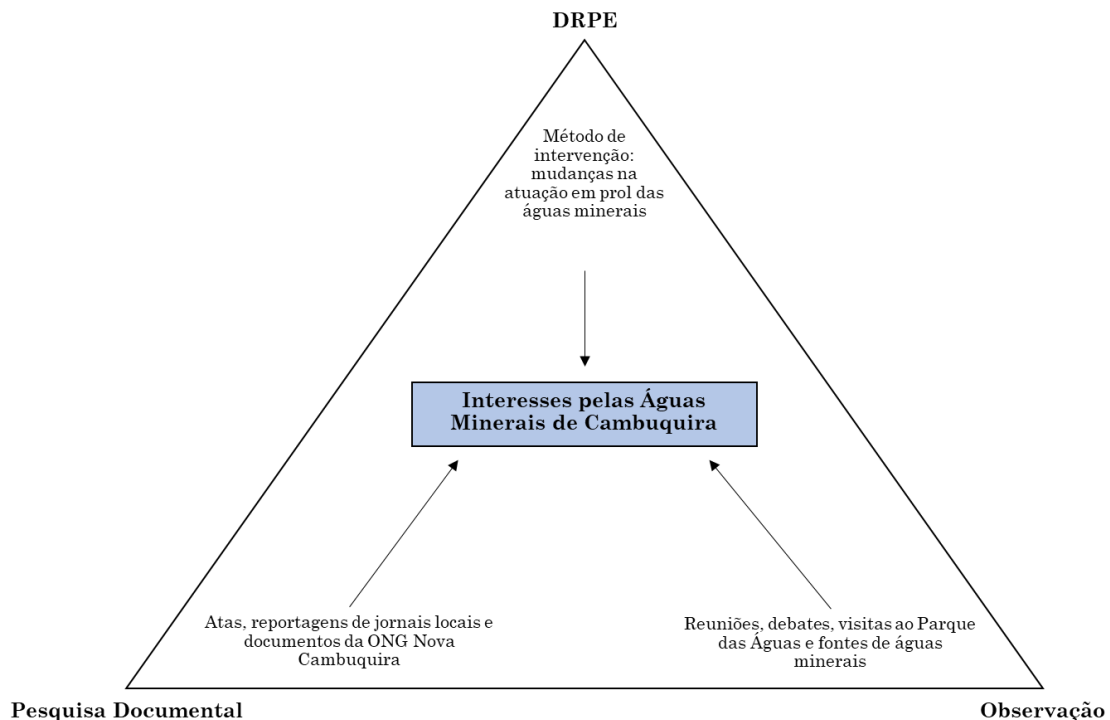 DRPE
Método de
intervenção:
mudanças na
atuação em prol das
águas minerais
Interesses pelas Águas
Minerais de Cambuquira
Atas, reportagens de jornais locais e
documentos da ONG Nova
Cambuquira
Reuniões, debates, visitas ao Parque
das Águas e fontes de águas
minerais
Pesquisa Documental
Observação